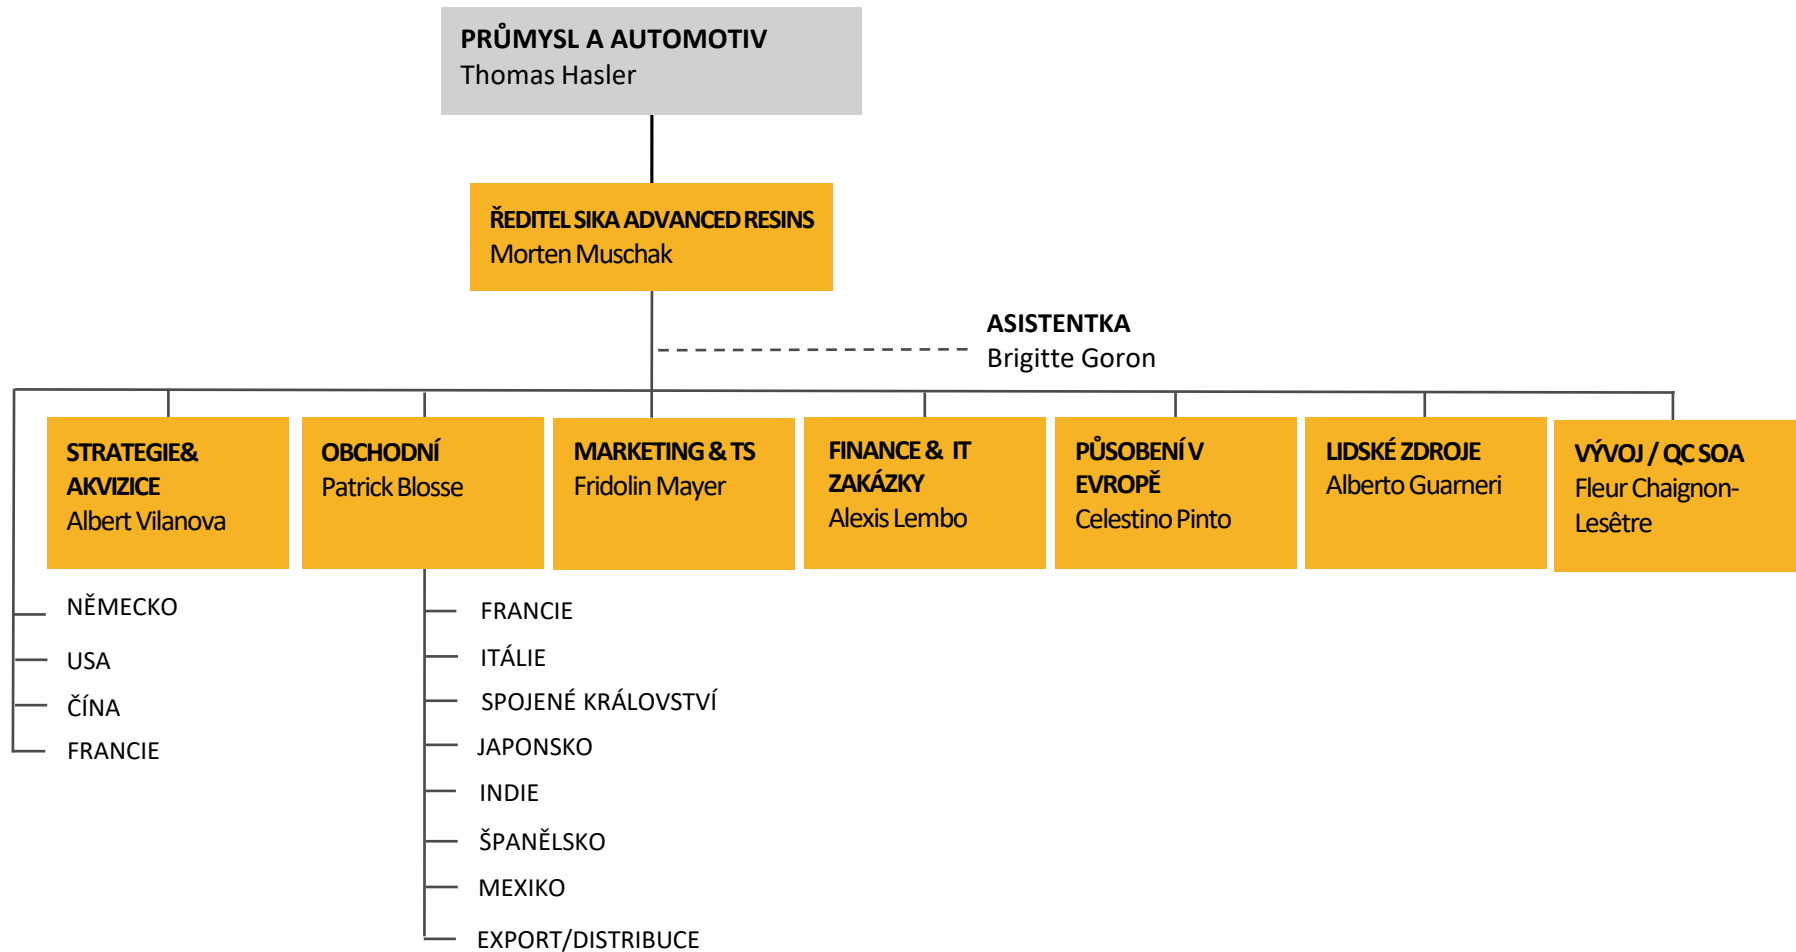 PRŮMYSL A AUTOMOTIV
Thomas Hasler
ŘEDITEL SIKA ADVANCED RESINS
Morten Muschak
ASISTENTKA
Brigitte Goron
STRATEGIE&
AKVIZICE
Albert Vilanova
OBCHODNÍ
Patrick Blosse
MARKETING & TS
Fridolin Mayer
FINANCE & IT
ZAKÁZKY
Alexis Lembo
PŮSOBENÍ V
EVROPĚ
Celestino Pinto
LIDSKÉ ZDROJE
Alberto Guarneri
VÝVOJ / QC SOA
Fleur Chaignon-
Lesêtre
NĚMECKO
USA
ČÍNA
FRANCIE
FRANCIE
ITÁLIE
SPOJENÉ KRÁLOVSTVÍ
JAPONSKO
INDIE
ŠPANĚLSKO
MEXIKO
EXPORT/DISTRIBUCE